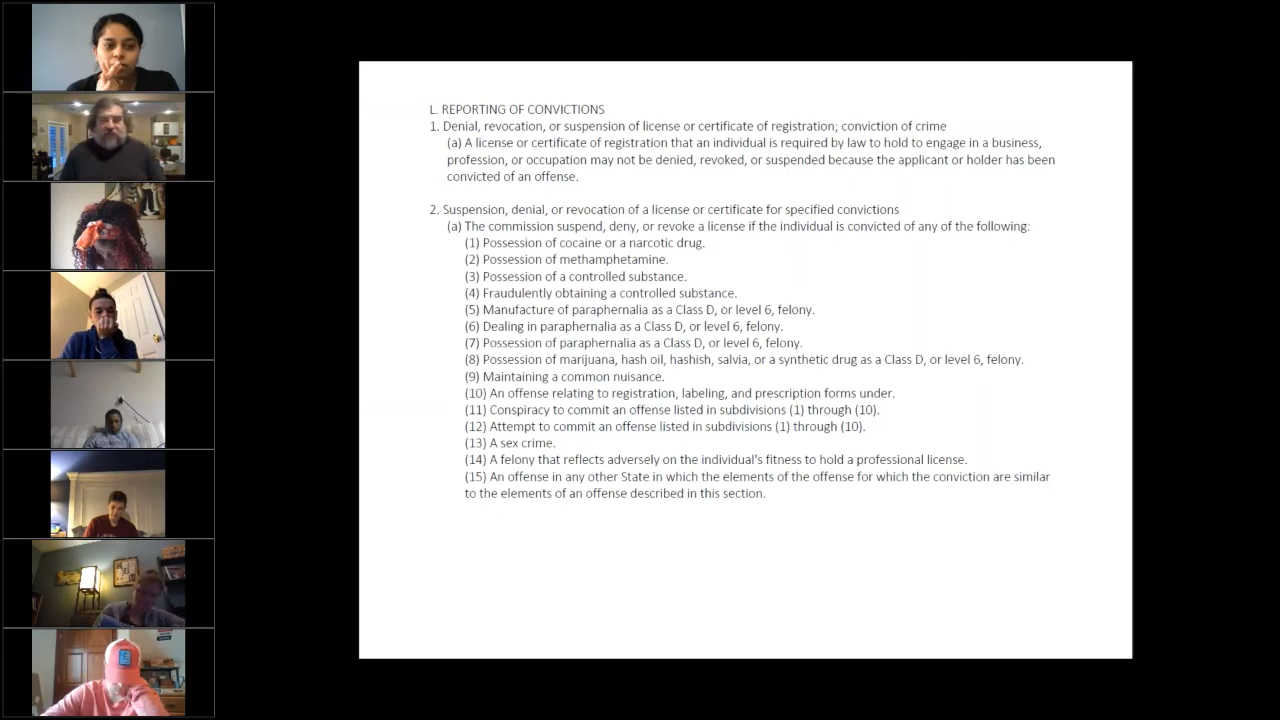 L. REPORTING OF CONVICTIONS
1. Denial, revocation, or suspension of license or certificate of registration; conviction of crime
(a) A license or certificate of registration that an individual is required by law to hold to engage in a business,
profession, or occupation may not be denied, revoked, or suspended because the applicant or holder has been
convicted of an offense.
2. Suspension, denial, or revocation of a license or certificate for specified convictions
(a) The commission suspend, deny, or revoke a license if the individual is convicted of any of the following:
(1) Possession of cocaine or a narcotic drug.
(2) Possession of methamphetamine.
(3) Possession of a controlled substance.
(4) Fraudulently obtaining a controlled substance.
(5) Manufacture of paraphernalia as a Class D, or level 6, felony.
(6) Dealing in paraphernalia as a Class D, or level 6, felony.
(7) Possession of paraphernalia as a Class D, or level 6, felony.
(8) Possession of marijuana, hash oil, hashish, salvia, or a synthetic drug as a Class D, or level 6, felony.
(9) Maintaining a common nuisance.
(10) An offense relating to registration, labeling, and prescription forms under.
(11) Conspiracy to commit an offense listed in subdivisions (1) through (10).
(12) Attempt to commit an offense listed in subdivisions (1) through (10).
(13) A sex crime.
(14) A felony that reflects adversely on the individual's fitness to hold a professional license.
(15) An offense in any other State in which the elements of the offense for which the conviction are similar
to the elements of an offense described in this section.